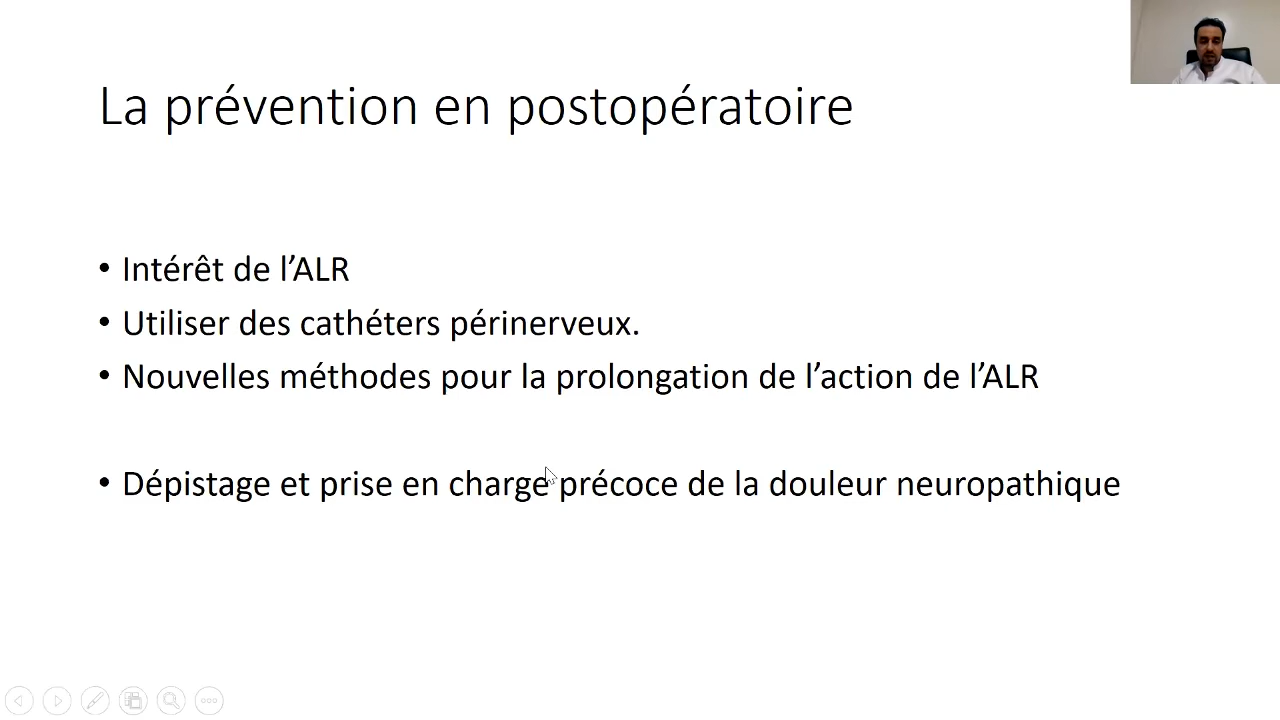 La prévention en postopératoire
• Intérêt de l’ALR
• Utiliser des cathéters périnerveux.
• Nouvelles méthodes pour la prolongation de l’action de l’ALR
• Dépistage et prise en charge précoce de la douleur neuropathique